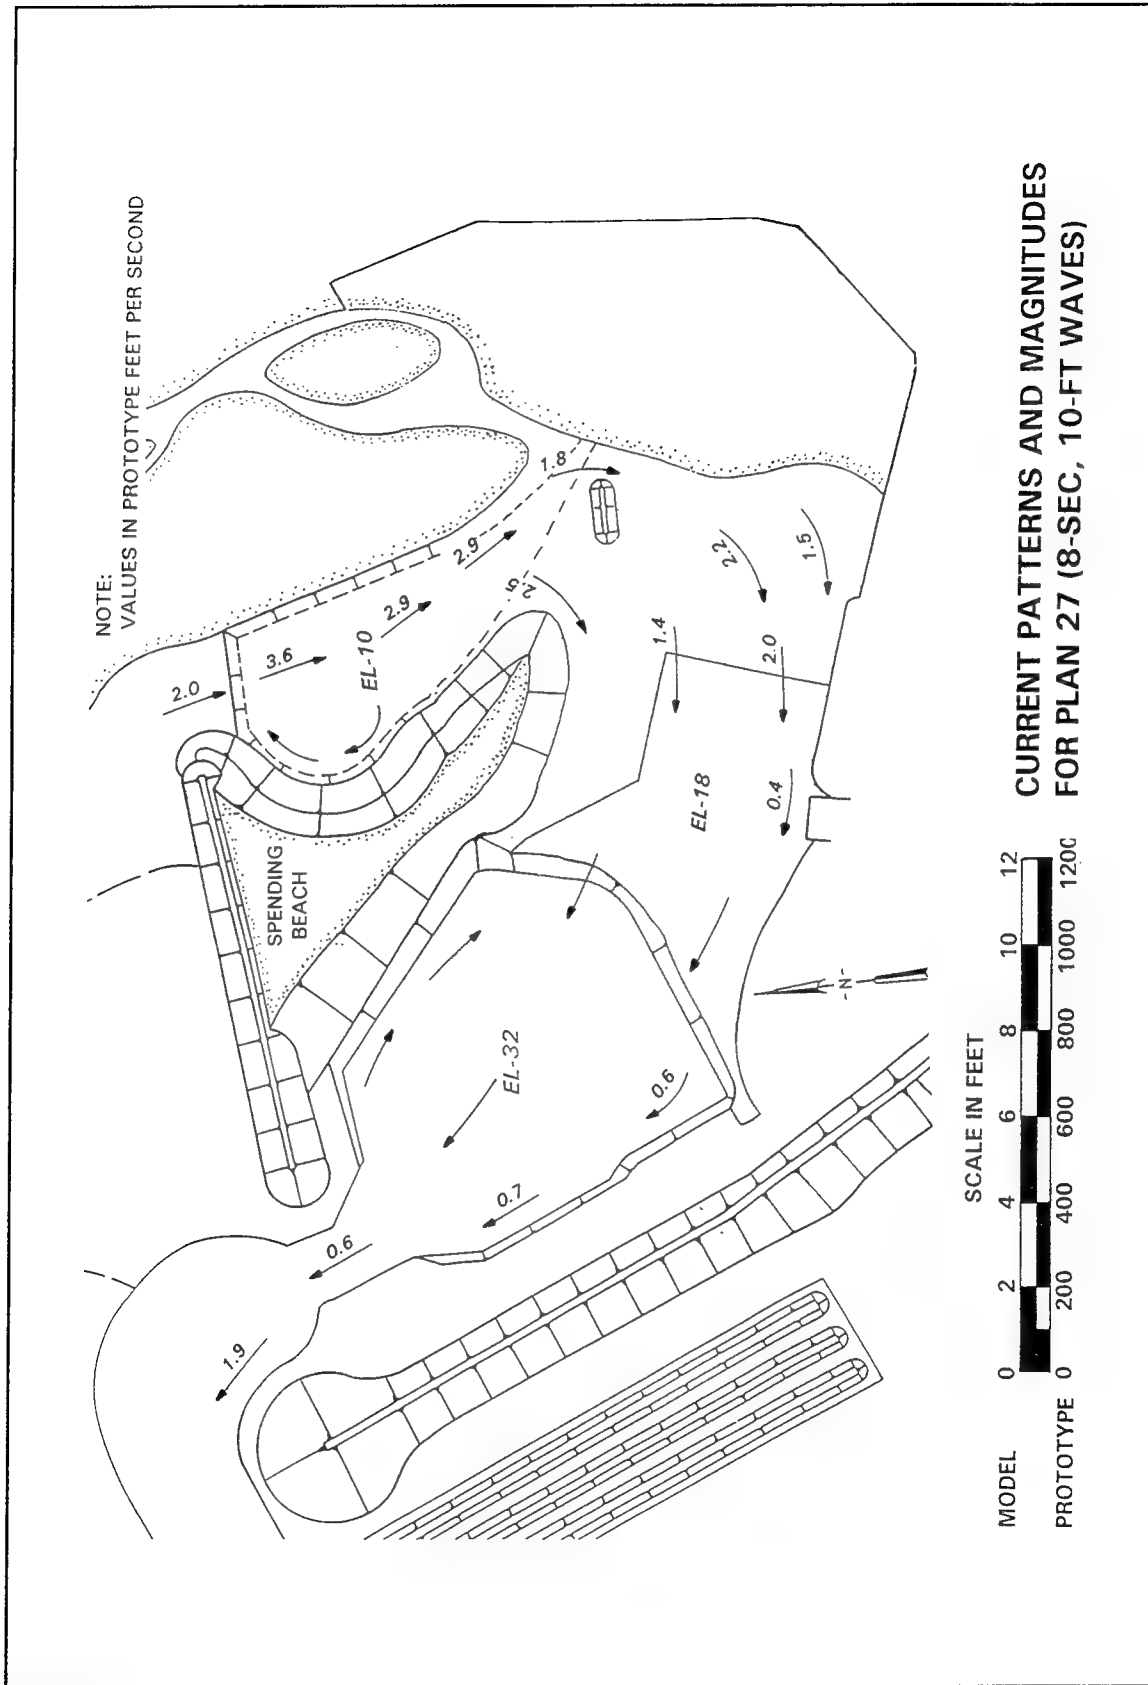 NOTE:
VALUES IN PROTOTYPE FEET PER SECOND
2.0
3.6
EL-10
2.9
2.9
1.8
2.5
SPENDING
BEACH
1.4
2.2
1.5
2.0
EL-18
0.4
EL-32
0.6
0.7
0.6
1.9
-N-
SCALE IN FEET
MODEL 0 2 4 6 8 10 12
PROTOTYPE 0 200 400 600 800 1000 1200
CURRENT PATTERNS AND MAGNITUDES
FOR PLAN 27 (8-SEC, 10-FT WAVES)